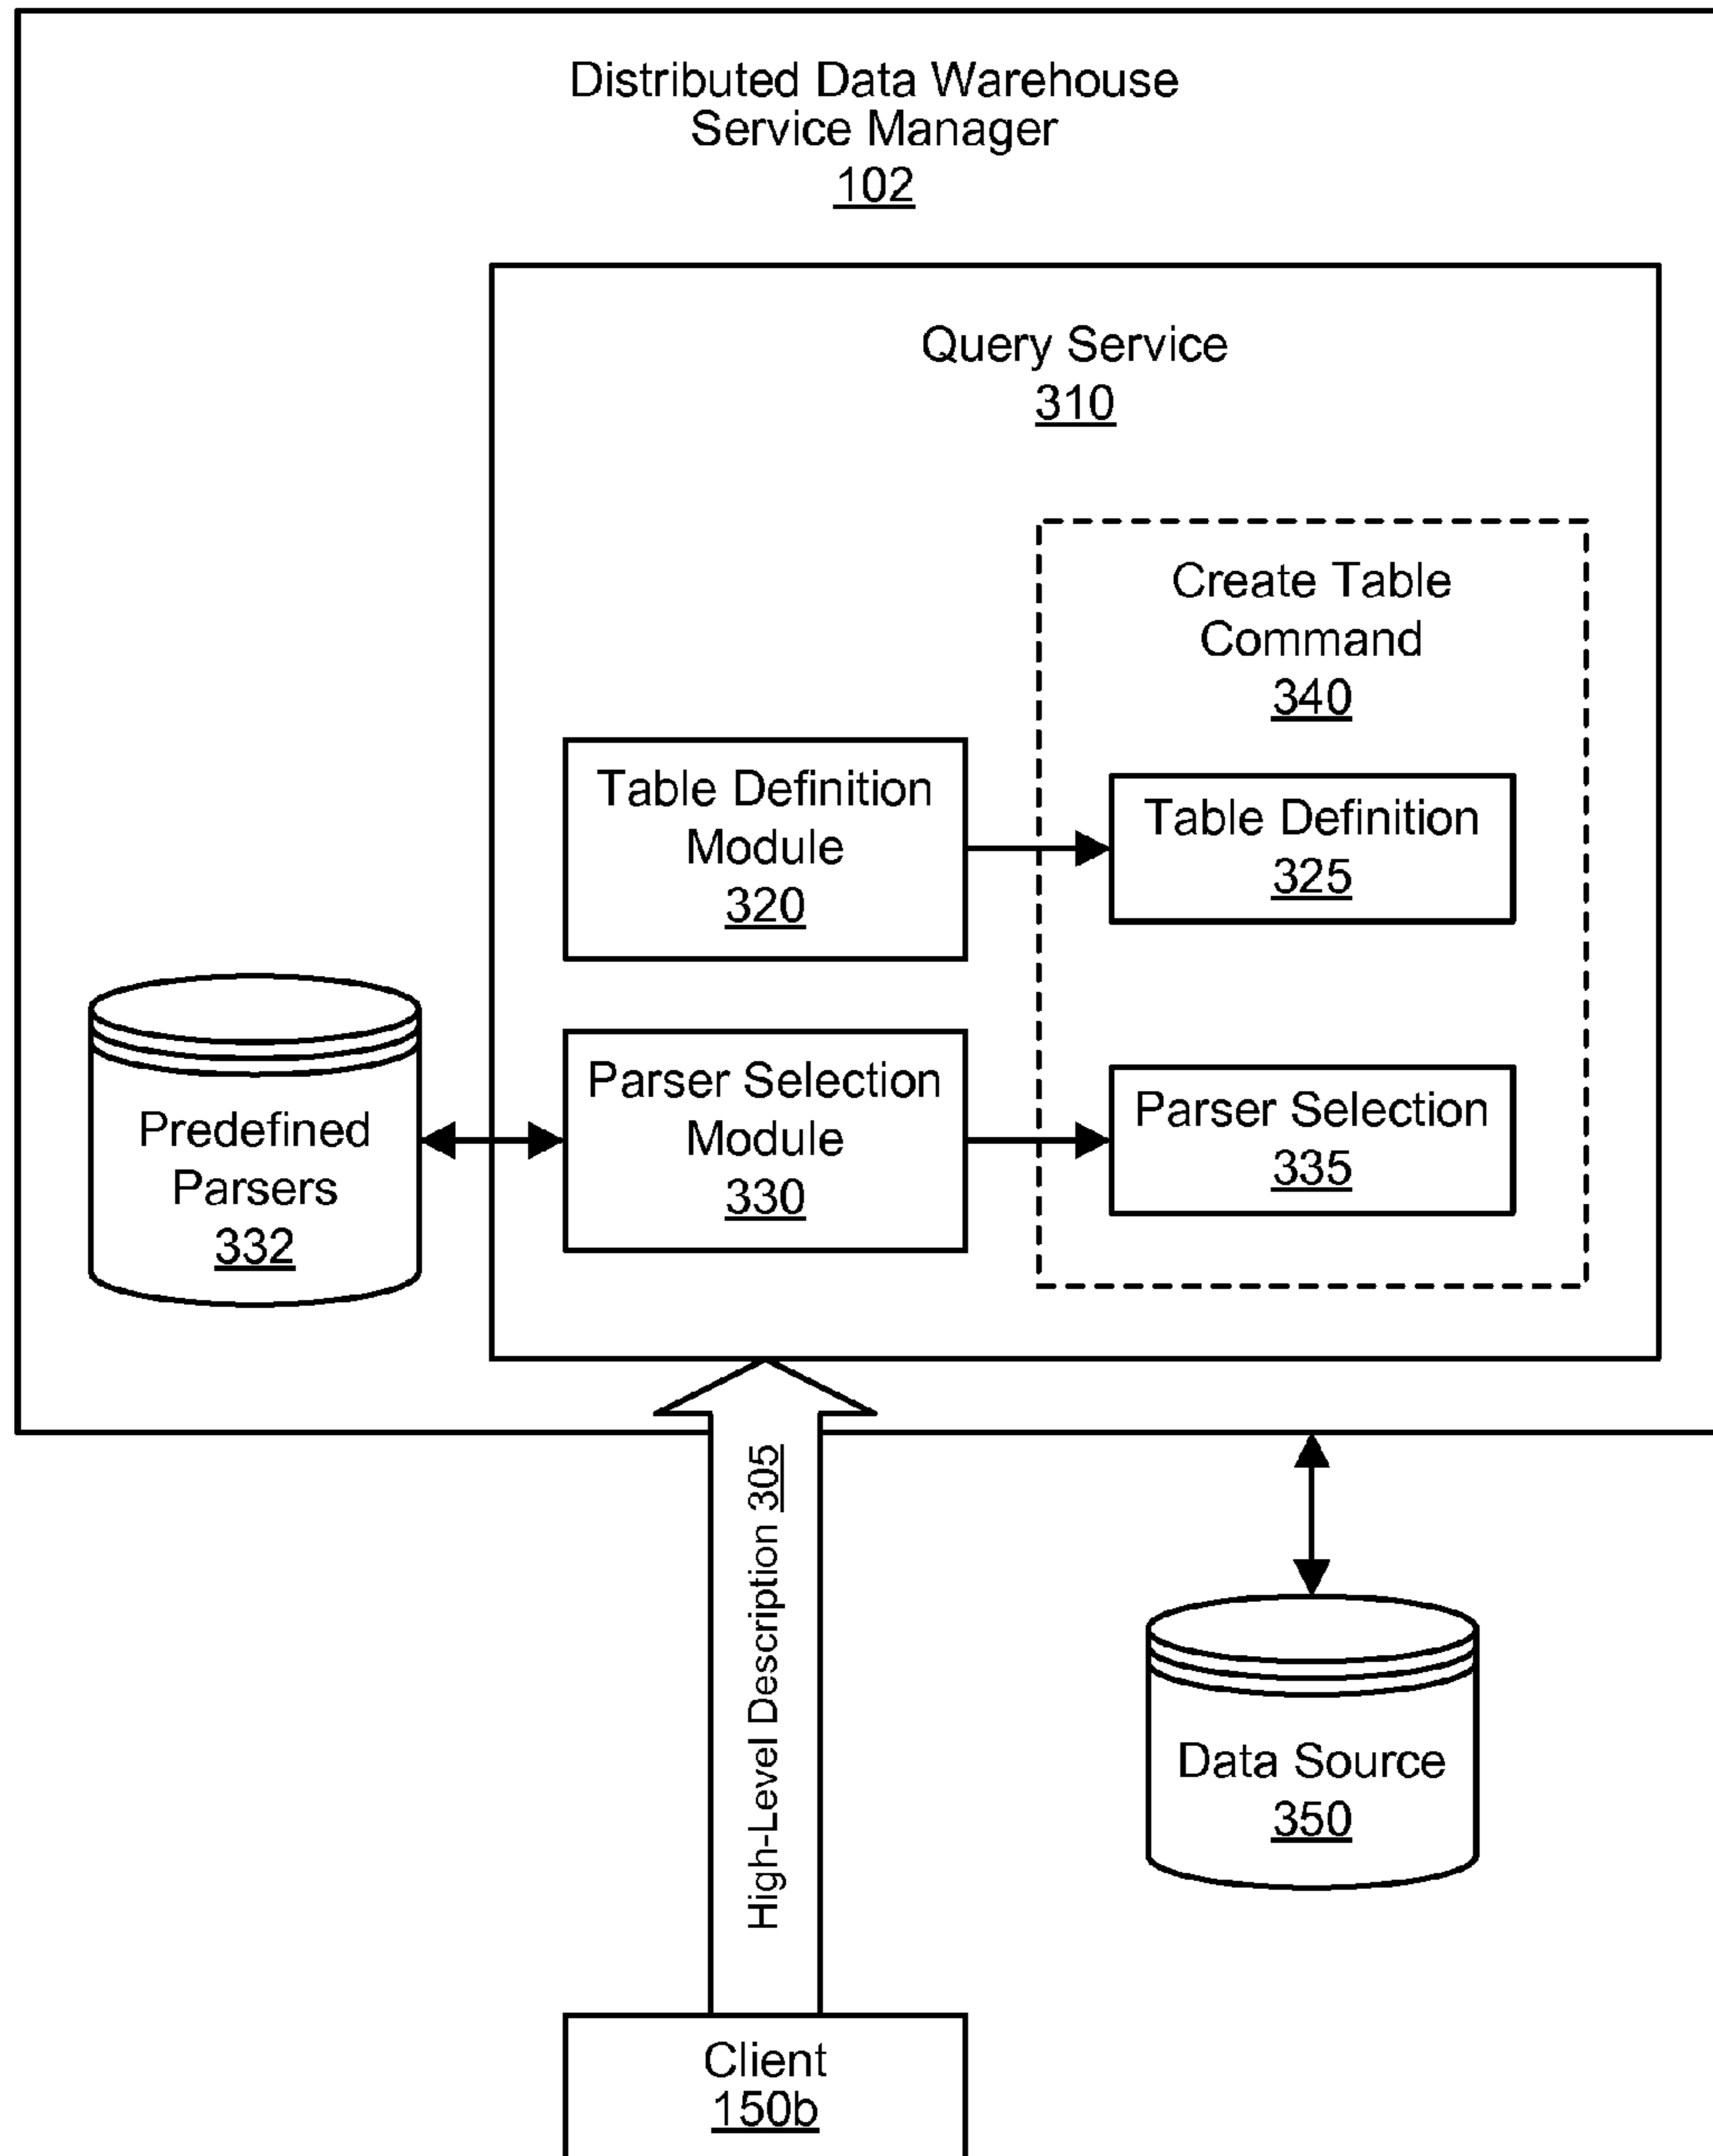 Distributed Data Warehouse
Service Manager
102
Query Service
310
Create Table
Command
340
Table Definition
Module
320
Table Definition
325
Predefined
Parsers
332
Parser Selection
Module
330
Parser Selection
335
High-Level Description 305
Data Source
350
Client
150b